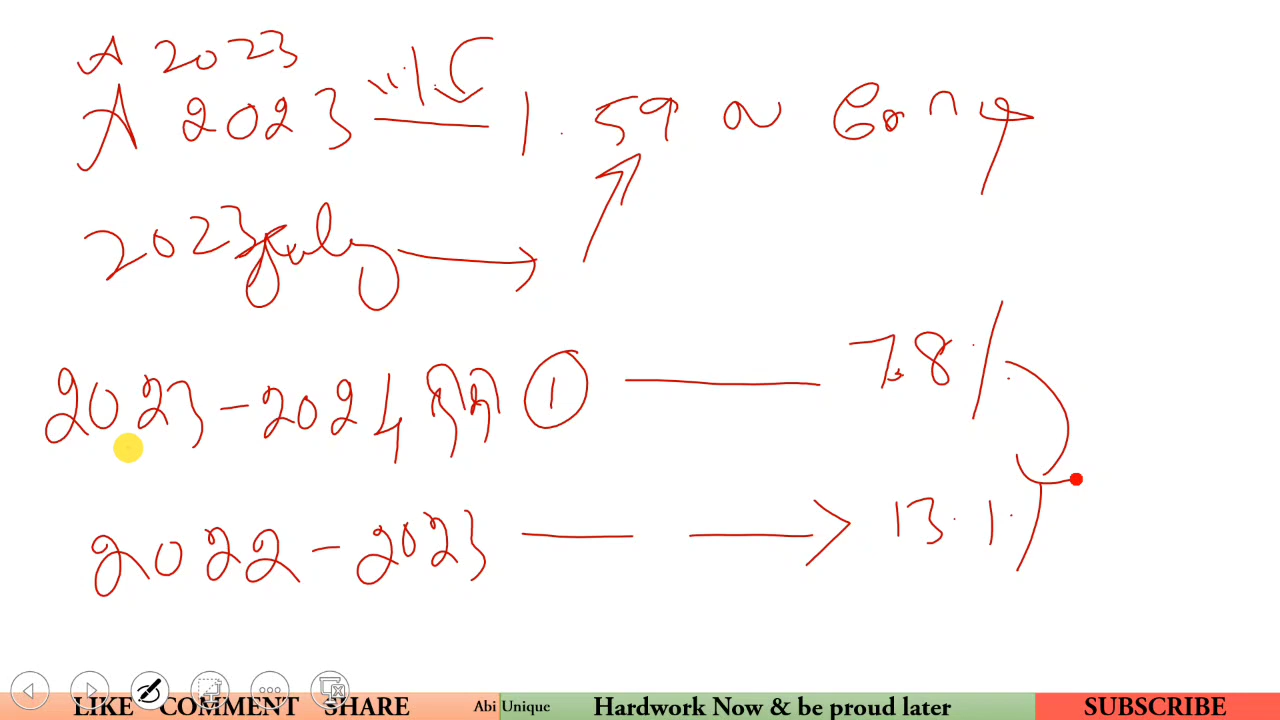 A 2023
A 2023 11% 1.59
2023 July
2023-2024 1 7.8%
2022-2023 13.1%
LIKE COMMENT SHARE Abi Unique Hardwork Now & be proud later SUBSCRIBE